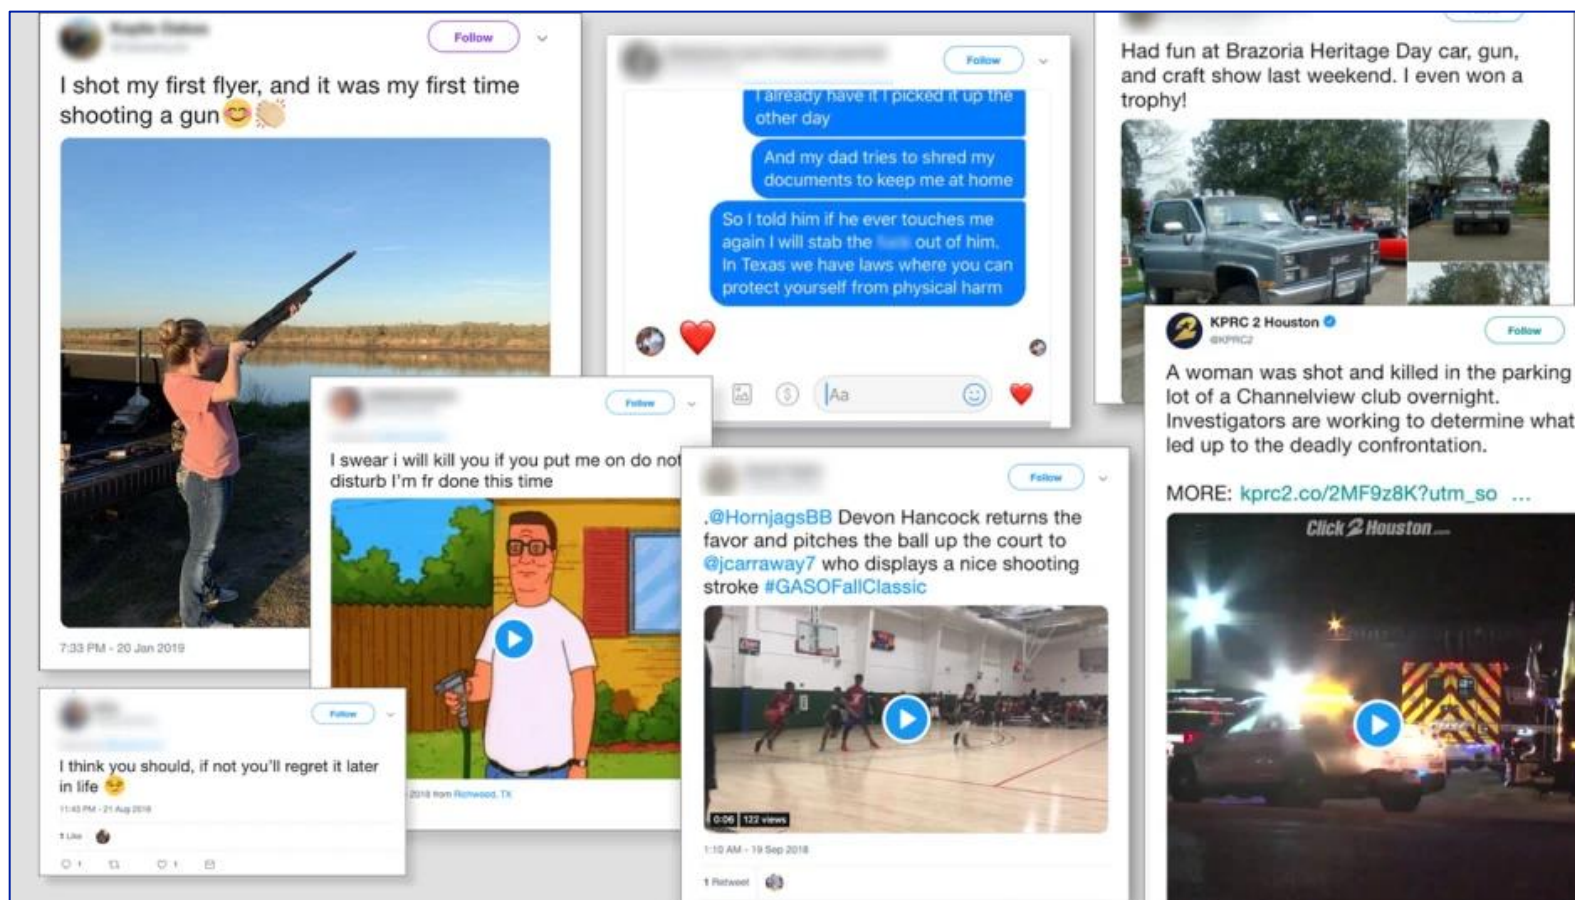 Follow
I shot my first flyer, and it was my first time
shooting a gun😊👏🏼
7:33 PM - 20 Jan 2019
Follow
I already have it I picked it up the
other day
And my dad tries to shred my
documents to keep me at home
So I told him if he ever touches me
again I will stab the out of him.
In Texas we have laws where you can
protect yourself from physical harm
Aa
Had fun at Brazoria Heritage Day car, gun,
and craft show last weekend. I even won a
trophy!
GMC
Follow
I swear i will kill you if you put me on do not
disturb I'm fr done this time
2018 from Richwood, TX
Follow
I think you should, if not you'll regret it later
in life 😏
11:45 PM - 21 Aug 2018
1 Like
1
1
Follow
.@HornjagsBB Devon Hancock returns the
favor and pitches the ball up the court to
@jcarraway7 who displays a nice shooting
stroke #GASOFallClassic
0:06 122 views
1:10 AM - 19 Sep 2018
1 Retweet
KPRC 2 Houston
@KPRC2
Follow
A woman was shot and killed in the parking
lot of a Channelview club overnight.
Investigators are working to determine what
led up to the deadly confrontation.
MORE: kprc2.co/2MF9z8K?utm_so ...
Click 2 Houston